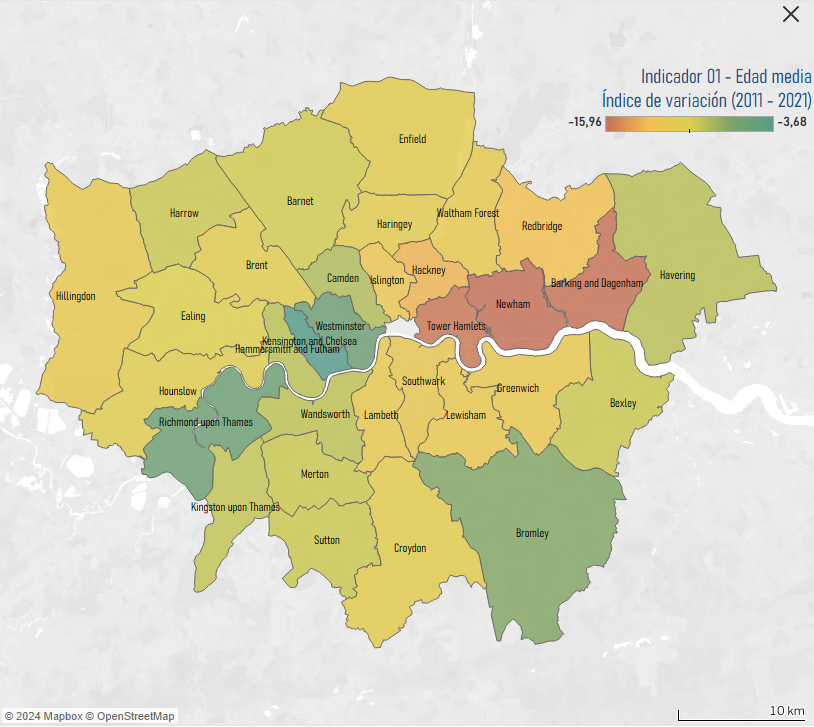 Indicador 01 - Edad media
Índice de variación (2011 - 2021)
-15,96
-3,68
Enfield
Harrow
Barnet
Haringey
Waltham Forest
Redbridge
Brent
Camden
Islington
Hackney
Barking and Dagenham
Havering
Hillingdon
Ealing
Westminster
Tower Hamlets
Newham
Kensington and Chelsea
Hammersmith and Fulham
Hounslow
Southwark
Greenwich
Bexley
Richmond upon Thames
Wandsworth
Lambeth
Lewisham
Merton
Kingston upon Thames
Sutton
Croydon
Bromley
© 2024 Mapbox © OpenStreetMap
10 km